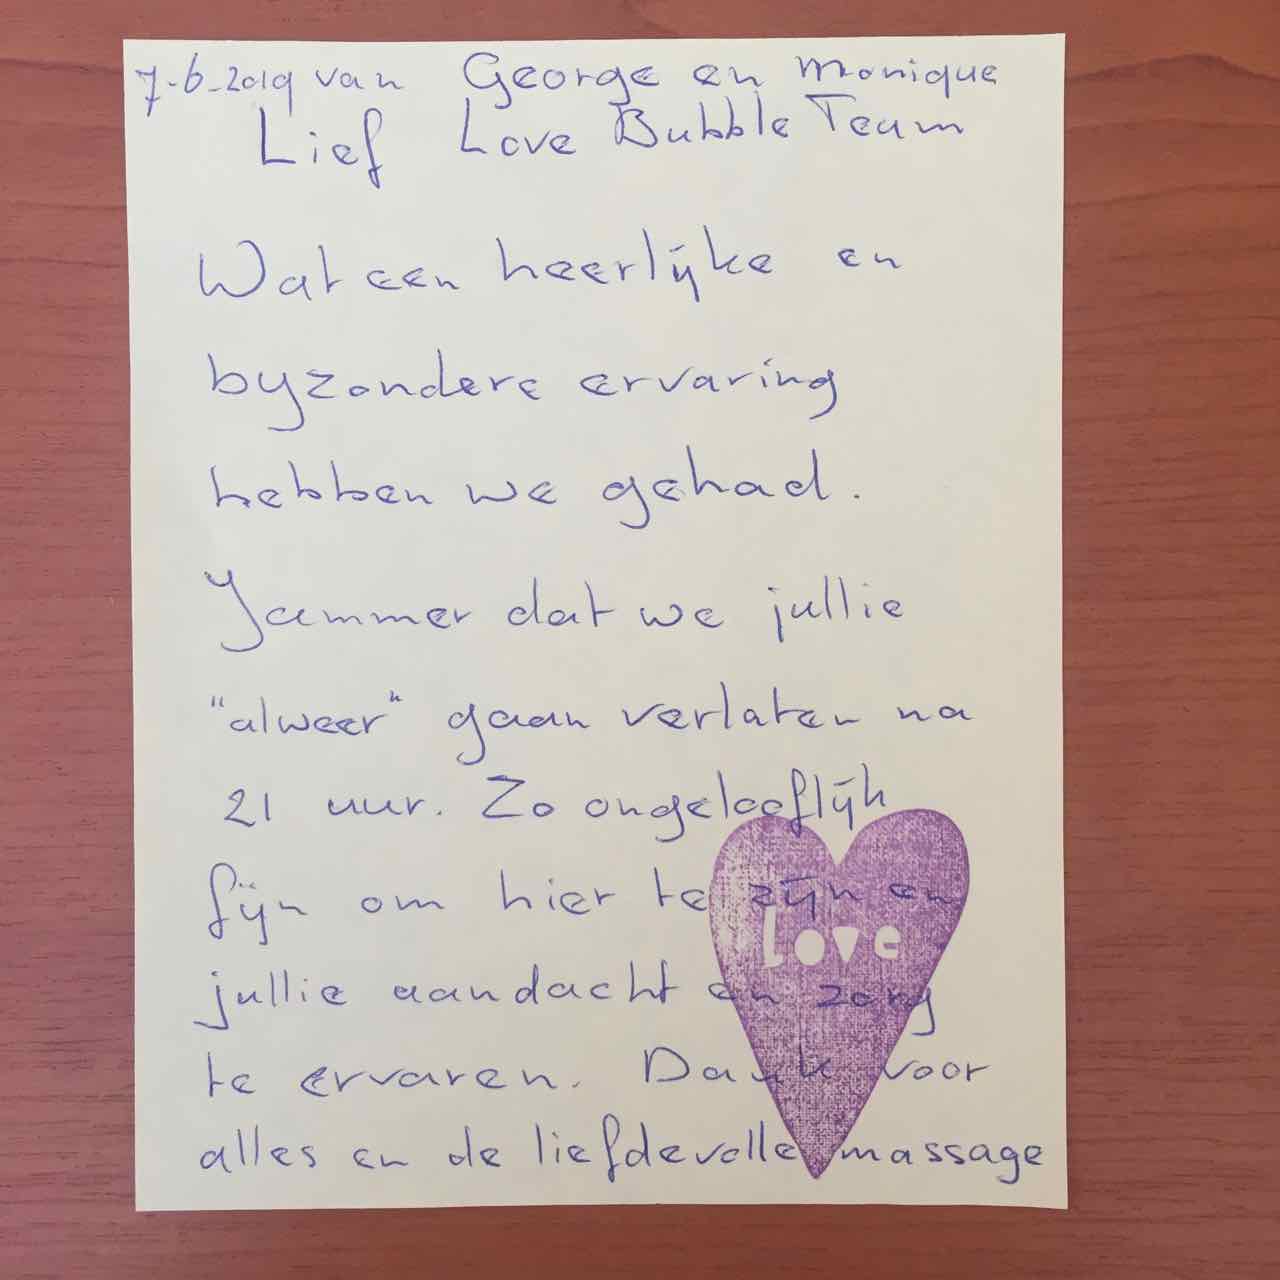 7-6-2019 van George en Monique
Lief Love Bubble Team
Wat een heerlijke en
byzondere ervaring
hebben we gehad.
Jammer dat we jullie
"alweer" gaan verlaten na
21 uur. Zo ongelooflijk
fijn om hier te zijn en
Love
jullie aandacht en zorg
te ervaren. Dank voor
alles en de liefdevolle massage